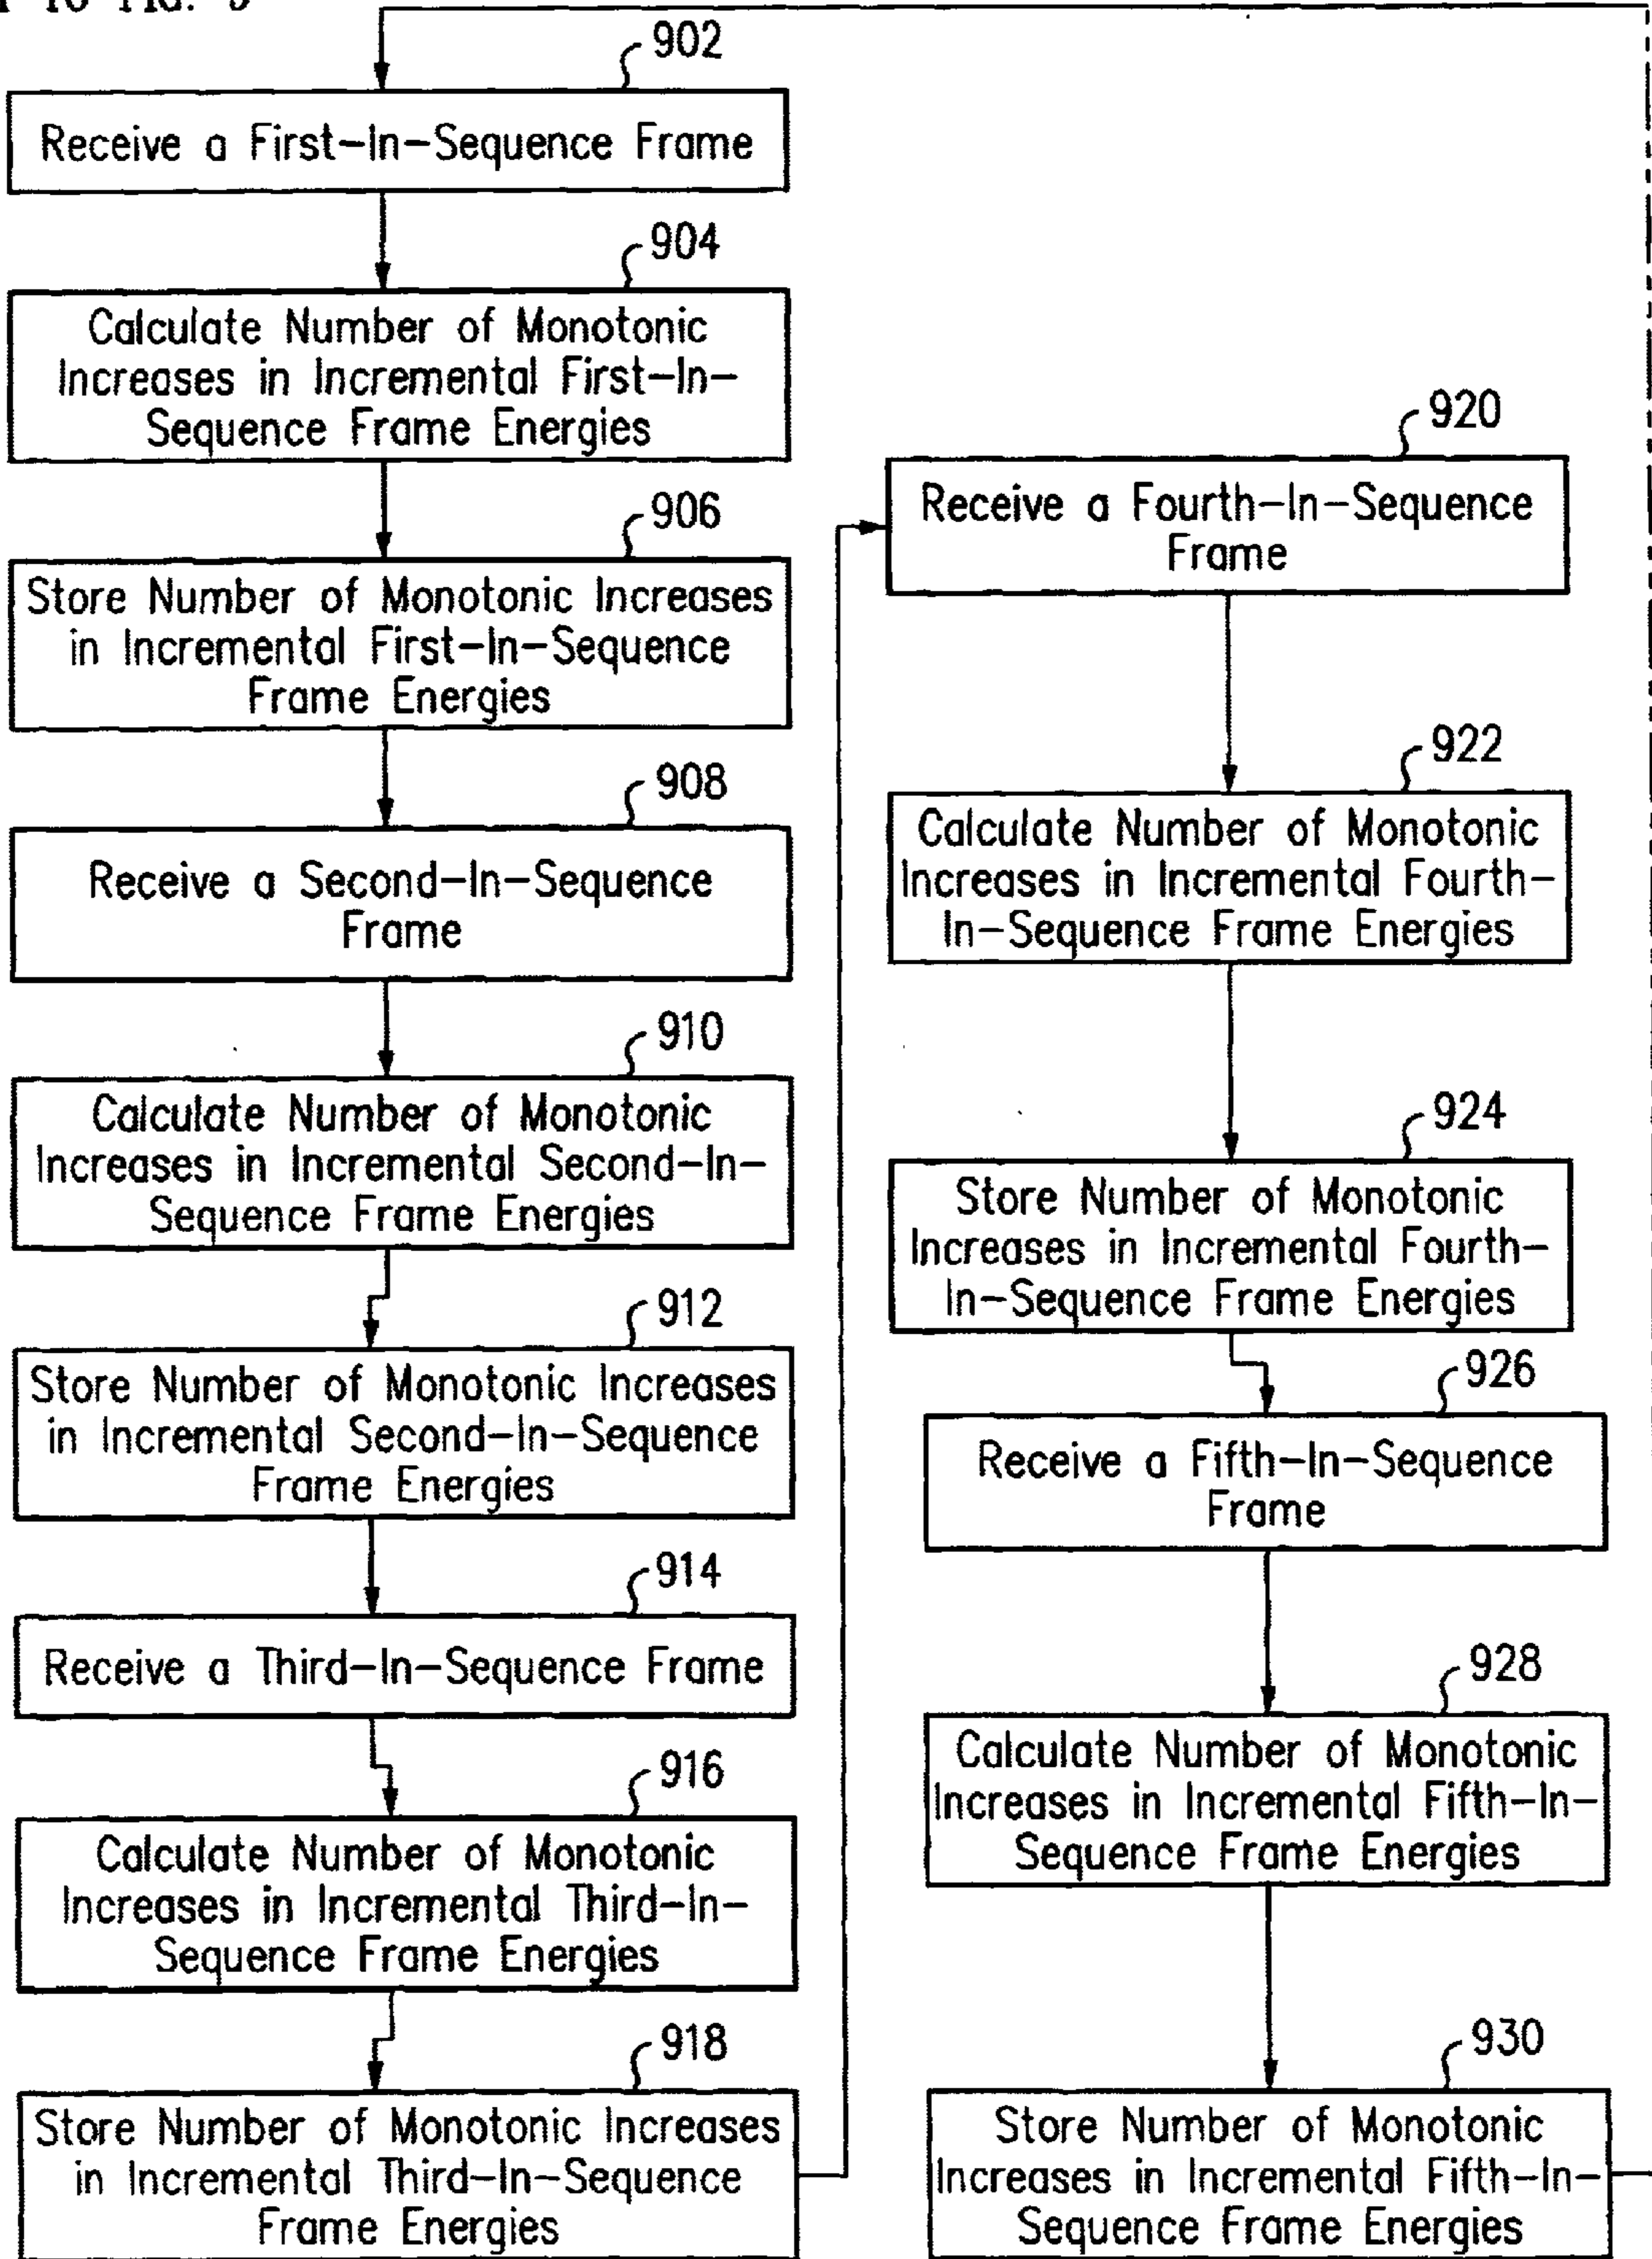 TO FIG.
902
Receive a First-In-Sequence Frame
904
Calculate Number of Monotonic
Increases in Incremental First-In-
Sequence Frame Energies
906
Store Number of Monotonic Increases
in Incremental First-In-Sequence
Frame Energies
908
Receive a Second-In-Sequence
Frame
910
Calculate Number of Monotonic
Increases in Incremental Second-In-
Sequence Frame Energies
912
Store Number of Monotonic Increases
in Incremental Second-In-Sequence
Frame Energies
914
Receive a Third-In-Sequence Frame
916
Calculate Number of Monotonic
Increases in Incremental Third-In-
Sequence Frame Energies
918
Store Number of Monotonic Increases
in Incremental Third-In-Sequence
Frame Energies
920
Receive a Fourth-In-Sequence
Frame
922
Calculate Number of Monotonic
Increases in Incremental Fourth-
In-Sequence Frame Energies
924
Store Number of Monotonic
Increases in Incremental Fourth-
In-Sequence Frame Energies
926
Receive a Fifth-In-Sequence
Frame
928
Calculate Number of Monotonic
Increases in Incremental Fifth-In-
Sequence Frame Energies
930
Store Number of Monotonic
Increases in Incremental Fifth-In-
Sequence Frame Energies